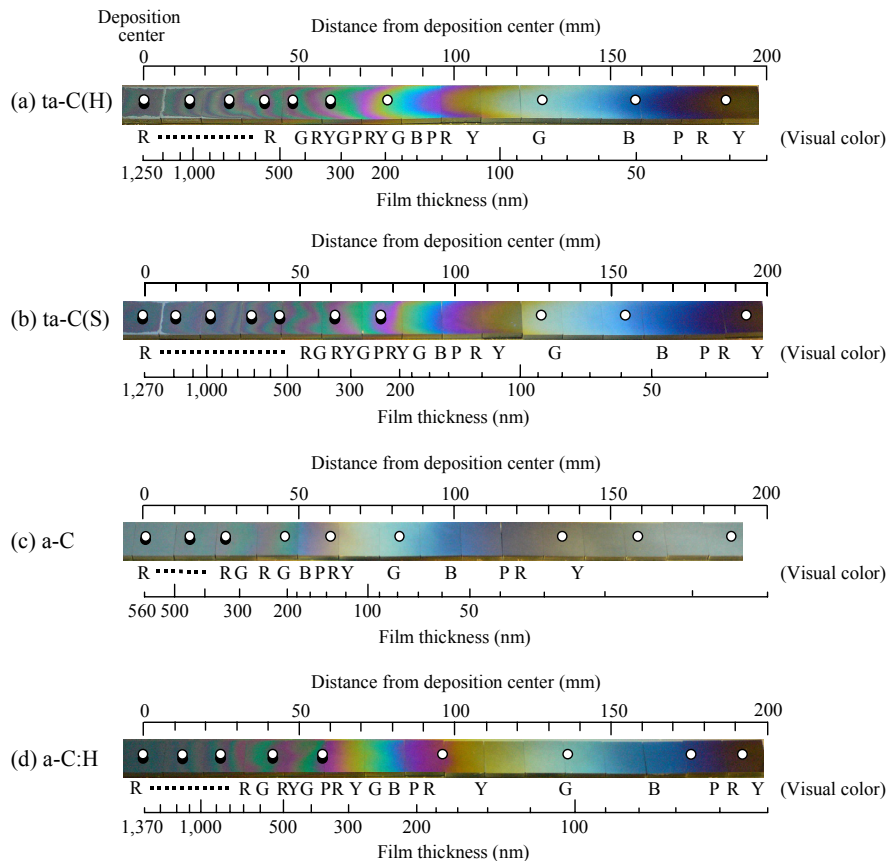 Deposition
center
Distance from deposition center (mm)
0 50 100 150 200
(a) ta-C(H)
R R G R Y G P R Y G B P R Y G B P R Y (Visual color)
1,250 1,000 500 300 200 100 50
Film thickness (nm)
Distance from deposition center (mm)
0 50 100 150 200
(b) ta-C(S)
R R G R Y G P R Y G B P R Y G B P R Y (Visual color)
1,270 1,000 500 300 200 100 50
Film thickness (nm)
Distance from deposition center (mm)
0 50 100 150 200
(c) a-C
R R G R G B P R Y G B P R Y (Visual color)
560 500 300 200 100 50
Film thickness (nm)
Distance from deposition center (mm)
0 50 100 150 200
(d) a-C:H
R R G R Y G P R Y G B P R Y G B P R Y (Visual color)
1,370 1,000 500 300 200 100
Film thickness (nm)